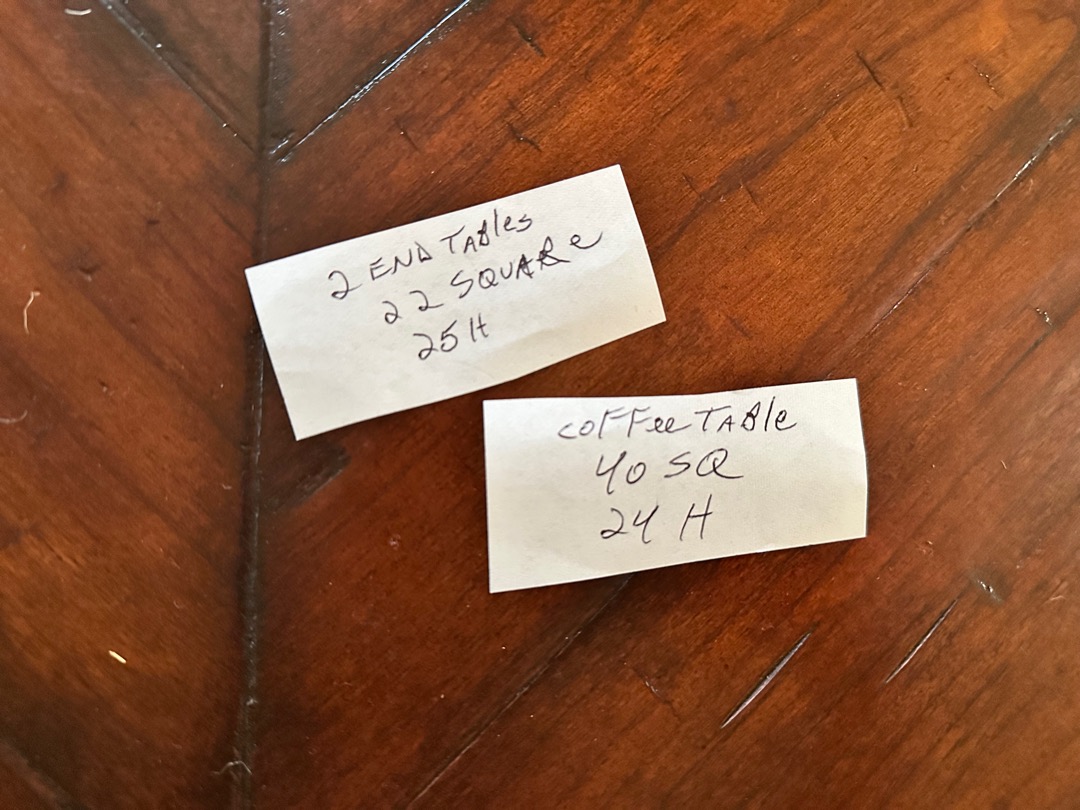 2 END TABles
22 SQUARe
25 H
coFFee TABle
40 SQ
24 H